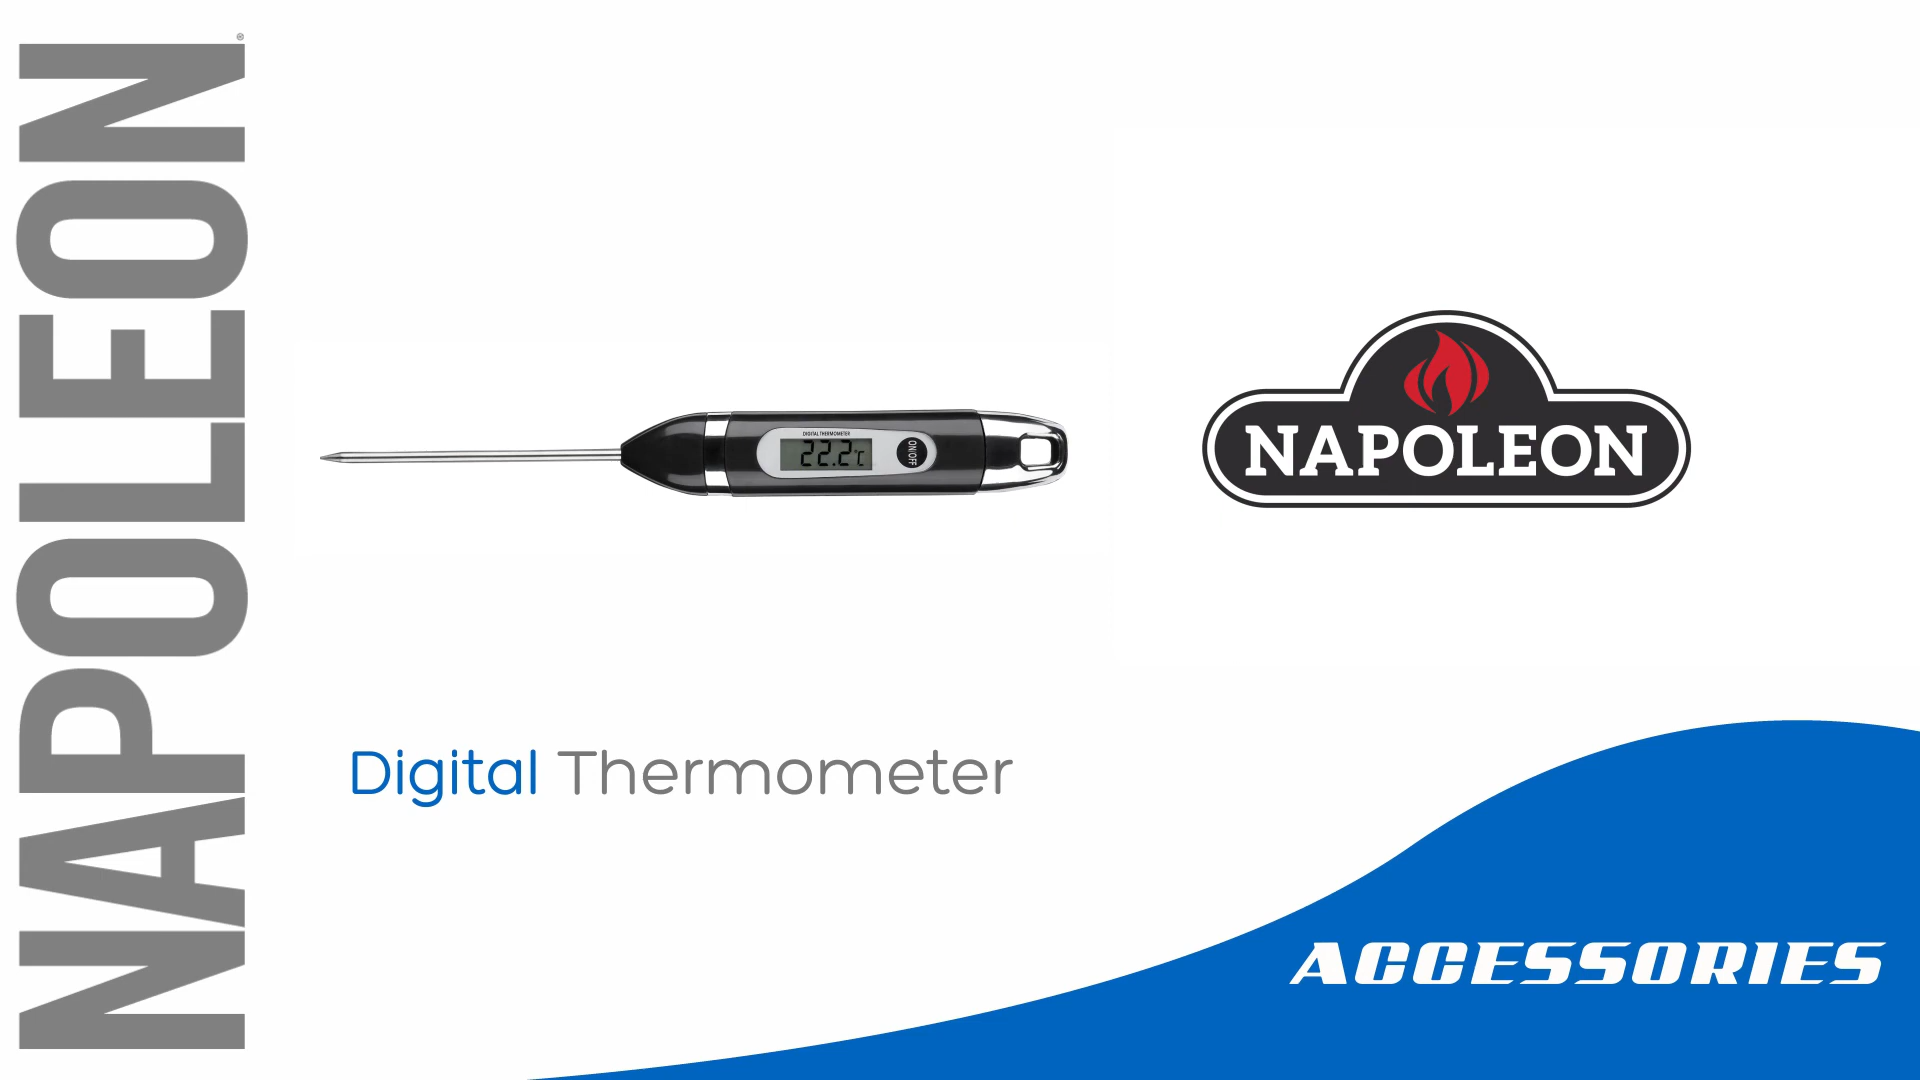 NAPOLEON®
DIGITAL THERMOMETER
22.2°C
ON/OFF
NAPOLEON
Digital Thermometer
ACCESSORIES